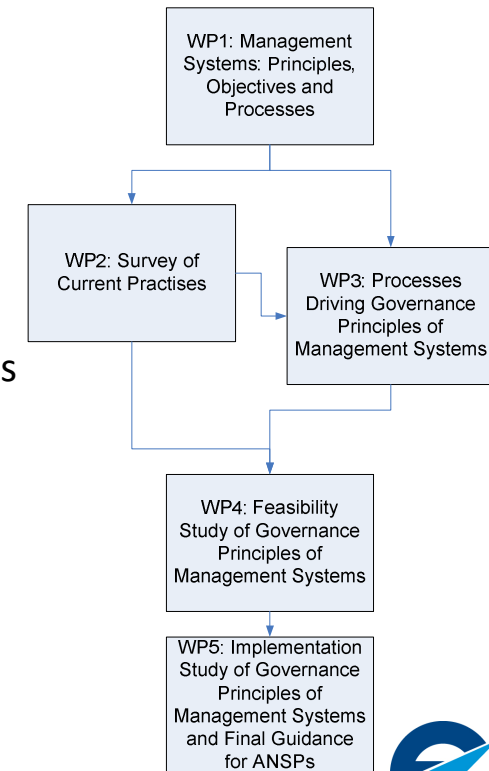 WP1: Management
Systems: Principles,
Objectives and
Processes
WP2: Survey of
Current Practises
WP3: Processes
Driving Governance
Principles of
Management Systems
s
WP4: Feasibility
Study of Governance
Principles of
Management Systems
WP5: Implementation
Study of Governance
Principles of
Management Systems
and Final Guidance
for ANSPs